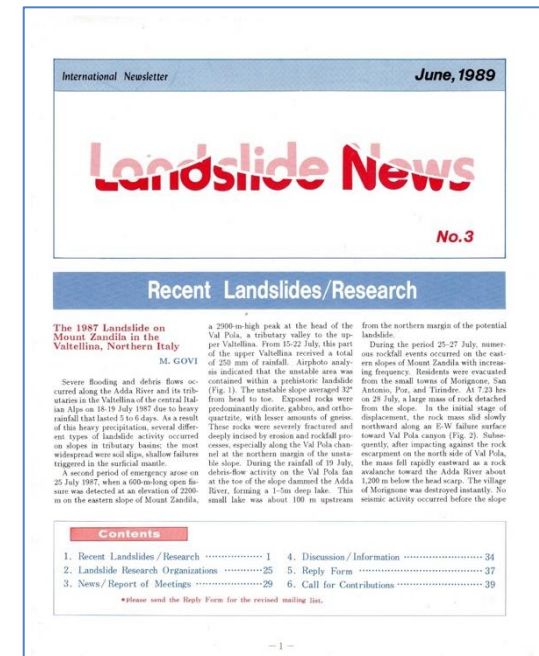 International Newsletter
June, 1989
Landslide News
No.3
Recent Landslides/Research
The 1987 Landslide on
Mount Zandila in the
Valtellina, Northern Italy
M. GOVI
Severe flooding and debris flows oc-
curred along the Adda River and its trib-
utaries in the Valtellina of the central Ital-
ian Alps on 18-19 July 1987 due to heavy
rainfall that lasted 5 to 6 days. As a result
of this heavy precipitation, several differ-
ent types of landslide activity occurred
on slopes in tributary basins; the most
widespread were soil slips, shallow failures
triggered in the surficial mantle.
A second period of emergency arose on
25 July 1987, when a 600-m-long open fis-
sure was detected at an elevation of 2200-
m on the eastern slope of Mount Zandila,
a 2900-m-high peak at the head of the
Val Pola, a tributary valley to the up-
per Valtellina. From 15-22 July, this part
of the upper Valtellina received a total
of 250 mm of rainfall. Airphoto analy-
sis indicated that the unstable area was
contained within a prehistoric landslide
(Fig. 1). The unstable slope averaged 32°
from head to toe. Exposed rocks were
predominantly diorite, gabbro, and ortho-
quartzite, with lesser amounts of gneiss.
These rocks were severely fractured and
deeply incised by erosion and rockfall pro-
cesses, especially along the Val Pola chan-
nel at the northern margin of the unsta-
ble slope. During the rainfall of 19 July,
debris-flow activity on the Val Pola fan
at the toe of the slope dammed the Adda
River, forming a 1-5m deep lake. This
small lake was about 100 m upstream
from the northern margin of the potential
landslide.
During the period 25-27 July, numer-
ous rockfall events occurred on the east-
ern slopes of Mount Zandila with increas-
ing frequency. Residents were evacuated
from the small towns of Morignone, San
Antonio, Poz, and Tirindre. At 7.23 hrs
on 28 July, a large mass of rock detached
from the slope. In the initial stage of
displacement, the rock mass slid slowly
northward along an E-W failure surface
toward Val Pola canyon (Fig. 2). Subse-
quently, after impacting against the rock
escarpment on the north side of Val Pola,
the mass fell rapidly eastward as a rock
avalanche toward the Adda River about
1,200 m below the head scarp. The village
of Morignone was destroyed instantly. No
seismic activity occurred before the slope
Contents
1. Recent Landslides / Research ··················· 1
2. Landslide Research Organizations ············25
3. News/Report of Meetings ···················29
4. Discussion/Information ························ 34
5. Reply Form ································· 37
6. Call for Contributions ························ 39
*please send the Reply Form for the revised mailing list.
— 1 —